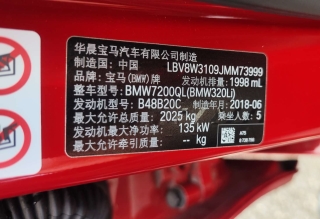 华晨宝马汽车有限公司制造
制造国：中国 LBV8W3109JMM73999
品牌：宝马(BMW)牌 发动机排量：1998 mL
整车型号：BMW7200QL(BMW320Li)
发动机型号：B48B20C 制造年月：2018-06
最大允许总质量：2025 kg 乘坐人数：5
发动机最大净功率：135 kW
最大允许牵引质量：-- kg